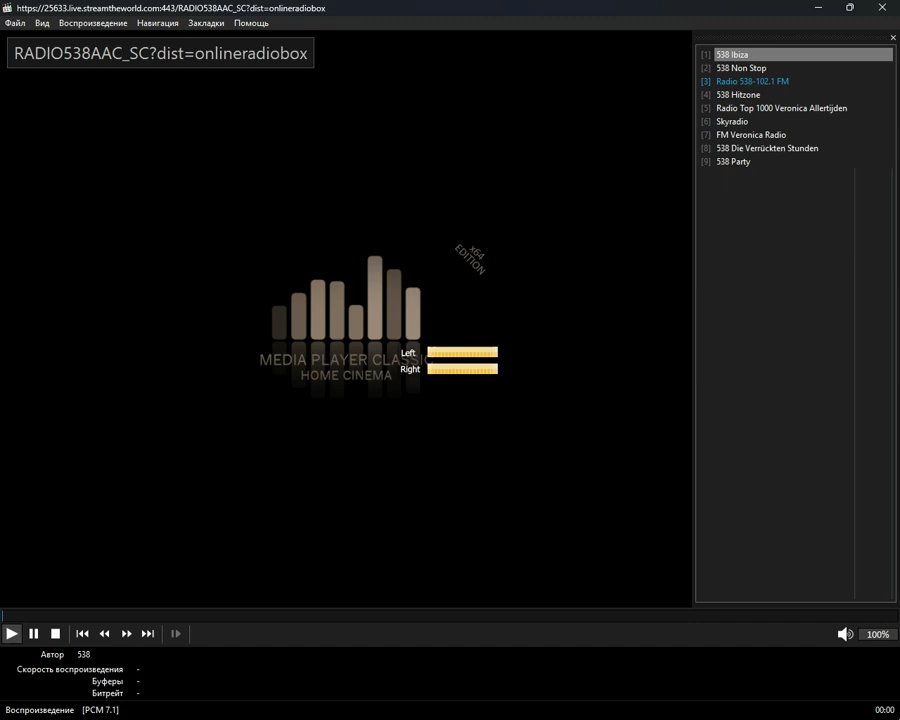 https://25633.live.streamtheworld.com:443/RADIO538AAC_SC?dist=onlineradiobox
Файл Вид Воспроизведение Навигация Закладки Помощь
RADIO538AAC_SC?dist=onlineradiobox
[1] 538 Ibiza
[2] 538 Non Stop
[3] Radio 538-102.1 FM
[4] 538 Hitzone
[5] Radio Top 1000 Veronica Allertijden
[6] Skyradio
[7] FM Veronica Radio
[8] 538 Die Verrückten Stunden
[9] 538 Party
x64
EDITION
MEDIA PLAYER CLASSIC
HOME CINEMA
Left
Right
100%
Автор 538
Скорость воспроизведения -
Буферы -
Битрейт -
Воспроизведение [PCM 7.1] 00:00